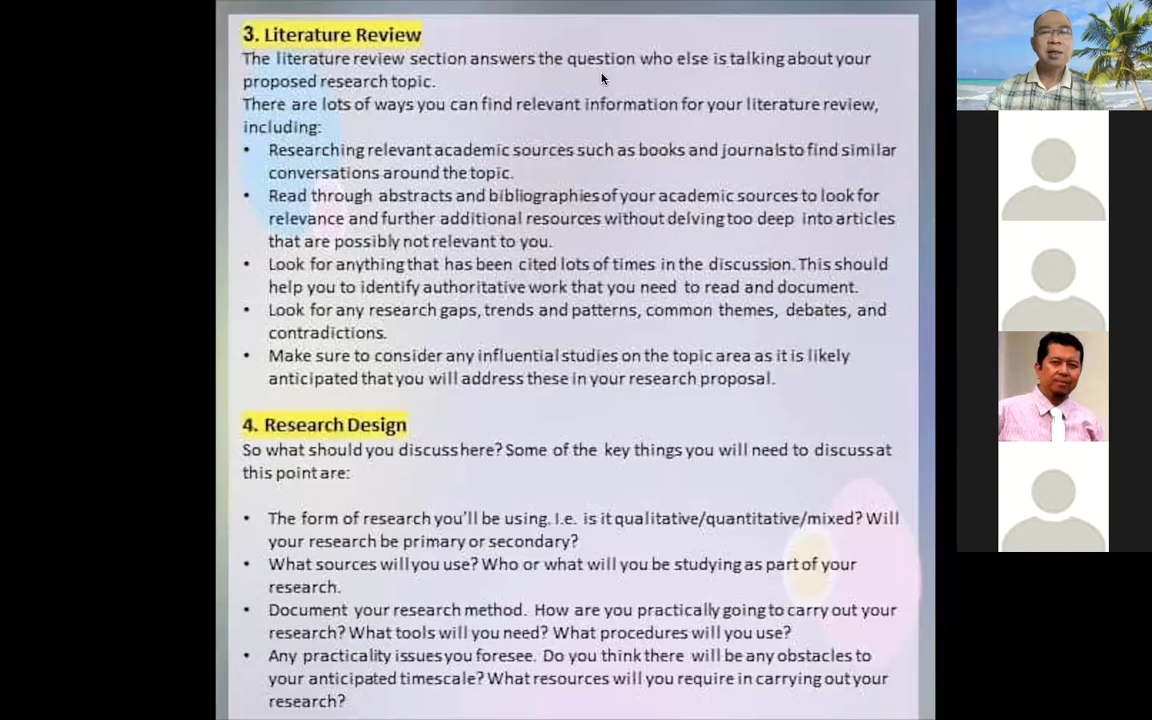 3. Literature Review
The literature review section answers the question who else is talking about your
proposed research topic.
There are lots of ways you can find relevant information for your literature review,
including:
• Researching relevant academic sources such as books and journals to find similar
conversations around the topic.
• Read through abstracts and bibliographies of your academic sources to look for
relevance and further additional resources without delving too deep into articles
that are possibly not relevant to you.
• Look for anything that has been cited lots of times in the discussion. This should
help you to identify authoritative work that you need to read and document.
• Look for any research gaps, trends and patterns, common themes, debates, and
contradictions.
• Make sure to consider any influential studies on the topic area as it is likely
anticipated that you will address these in your research proposal.
4. Research Design
So what should you discuss here? Some of the key things you will need to discuss at
this point are:
• The form of research you'll be using. I.e. is it qualitative/quantitative/mixed? Will
your research be primary or secondary?
• What sources will you use? Who or what will you be studying as part of your
research.
• Document your research method. How are you practically going to carry out your
research? What tools will you need? What procedures will you use?
• Any practicality issues you foresee. Do you think there will be any obstacles to
your anticipated timescale? What resources will you require in carrying out your
research?